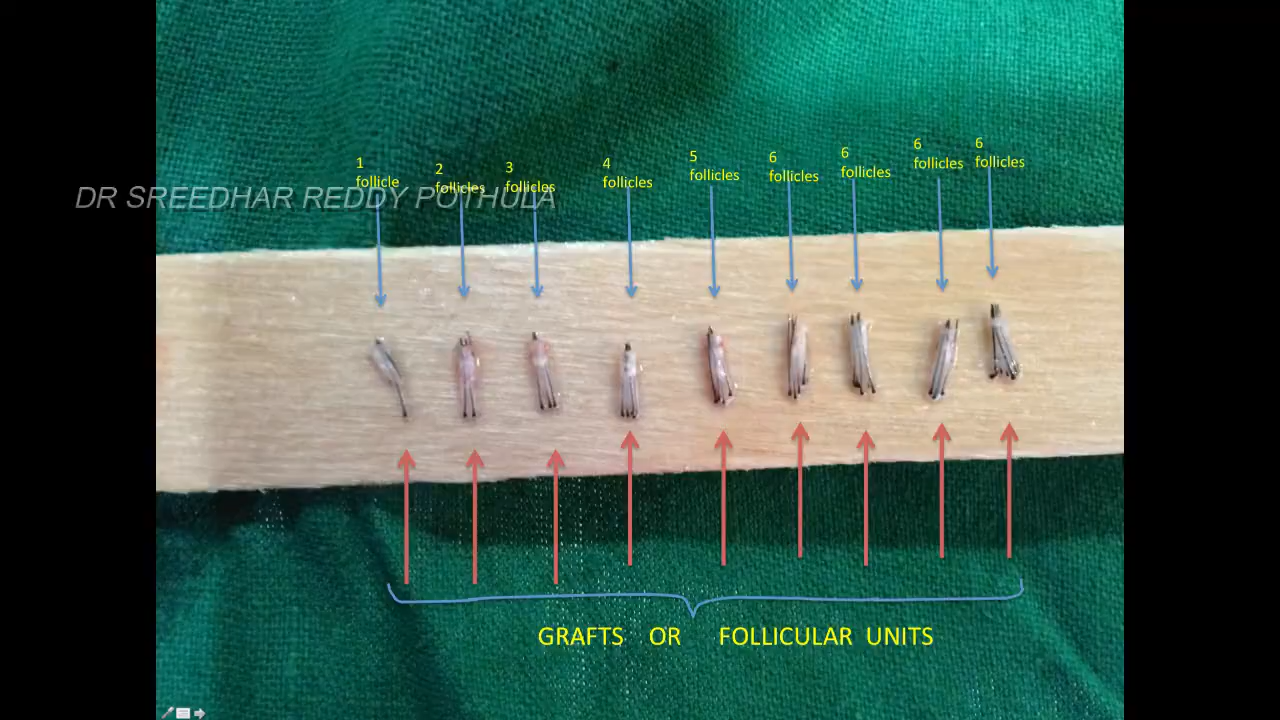 1
follicle
2
follicles
3
follicles
4
follicles
5
follicles
6
follicles
6
follicles
6
follicles
6
follicles
DR SREEDHAR REDDY POTHULA
GRAFTS OR FOLLICULAR UNITS